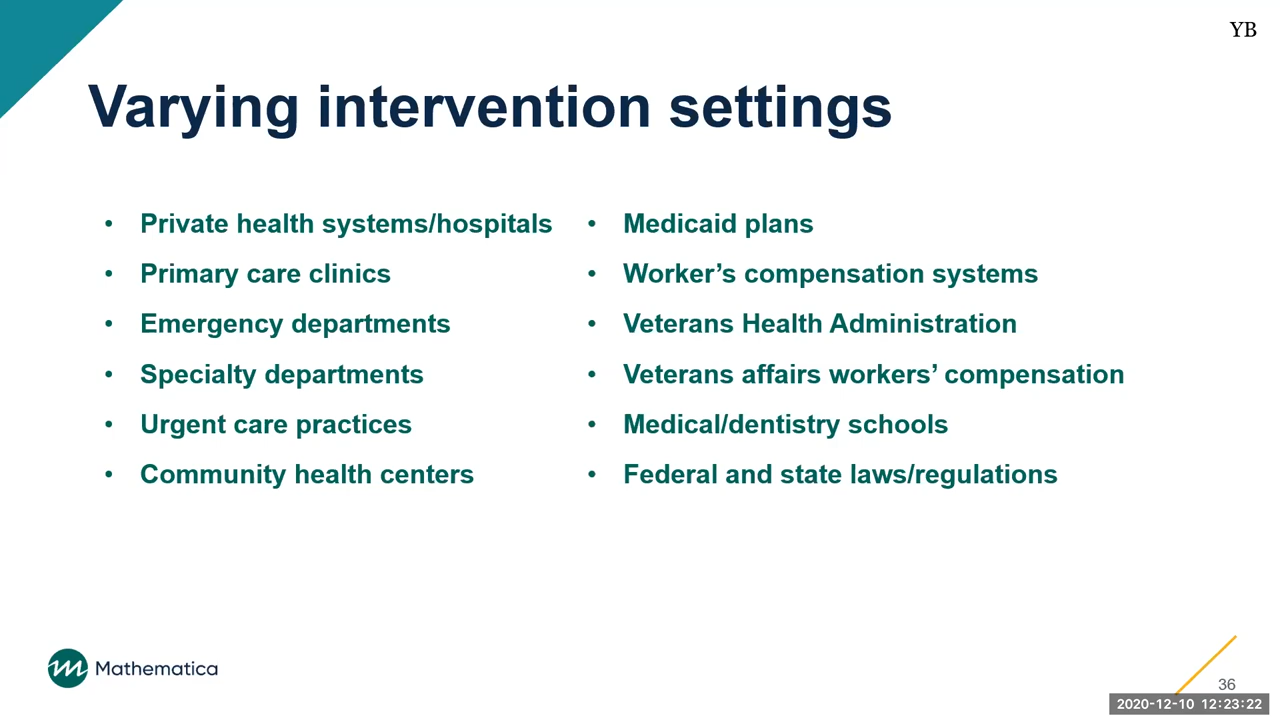 YB
Varying intervention settings
• Private health systems/hospitals
• Primary care clinics
• Emergency departments
• Specialty departments
• Urgent care practices
• Community health centers
• Medicaid plans
• Worker’s compensation systems
• Veterans Health Administration
• Veterans affairs workers’ compensation
• Medical/dentistry schools
• Federal and state laws/regulations
Mathematica
36
2020-12-10 12:23:22